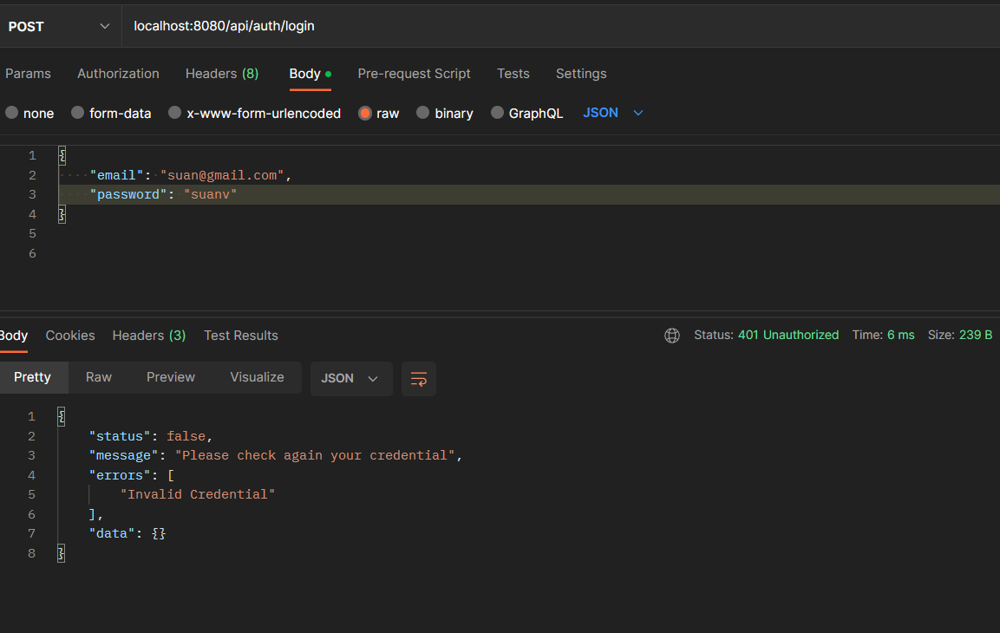 POST localhost:8080/api/auth/login
Params Authorization Headers (8) Body Pre-request Script Tests Settings
none form-data x-www-form-urlencoded raw binary GraphQL JSON
1 {
2 "email": "suan@gmail.com",
3 "password": "suanv"
4 }
5
6
Body Cookies Headers (3) Test Results Status: 401 Unauthorized Time: 6 ms Size: 239 B
Pretty Raw Preview Visualize JSON
1 {
2 "status": false,
3 "message": "Please check again your credential",
4 "errors": [
5 "Invalid Credential"
6 ],
7 "data": {}
8 }